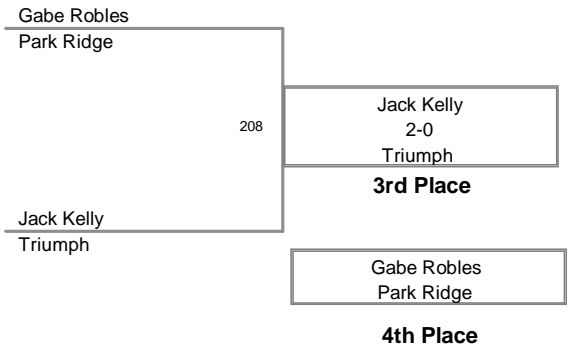 Gabe Robles
Park Ridge
208
Jack Kelly
2-0
Triumph
3rd Place
Jack Kelly
Triumph
Gabe Robles
Park Ridge
4th Place